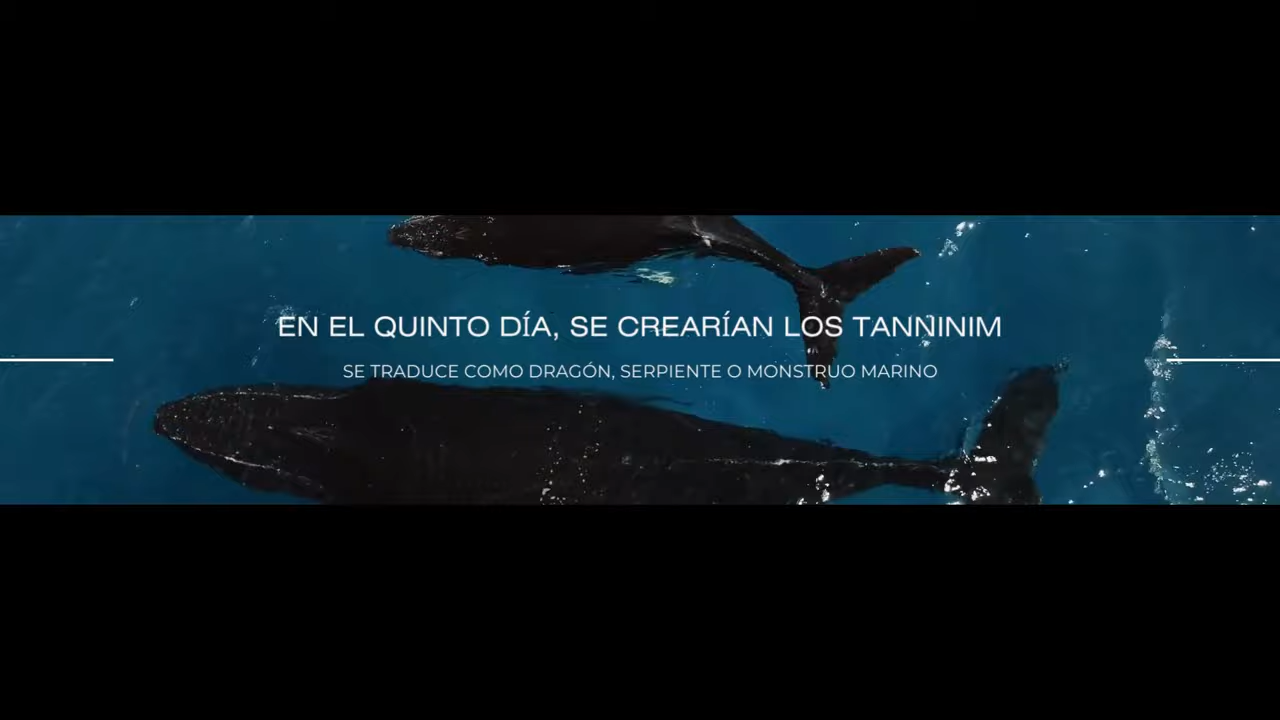 EN EL QUINTO DÍA, SE CREARÍAN LOS TANNINIM
SE TRADUCE COMO DRAGÓN, SERPIENTE O MONSTRUO MARINO